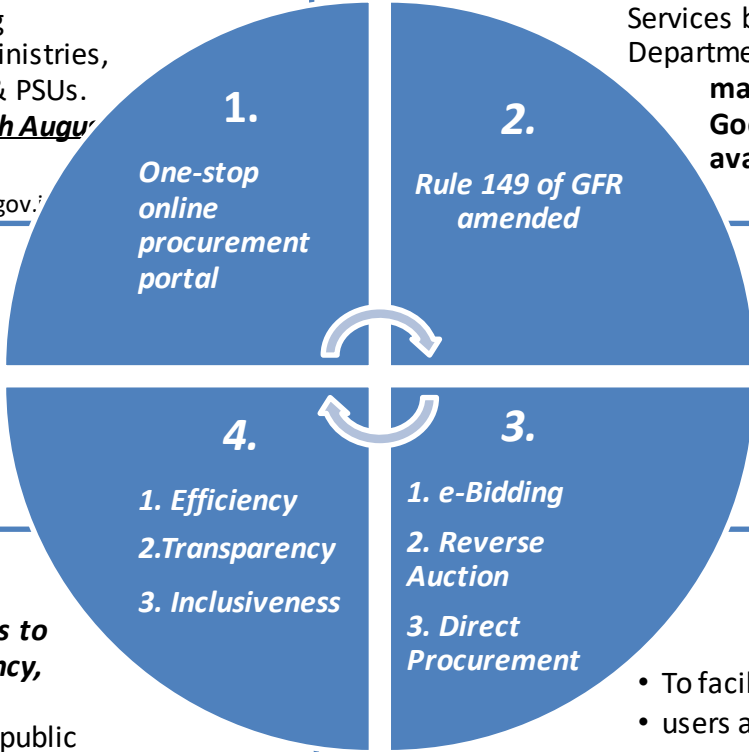 inistries,
& PSUs.
gov.
1.
One-stop
online
procurement
portal
Services
Departme
ma
Go
ava
2.
Rule 149 of GFR
amended
4.
1. Efficiency
2.Transparency
3. Inclusiveness
3.
1. e-Bidding
2. Reverse
Auction
3. Direct
Procurement
s to
ncy,
public
• To facil
• users a